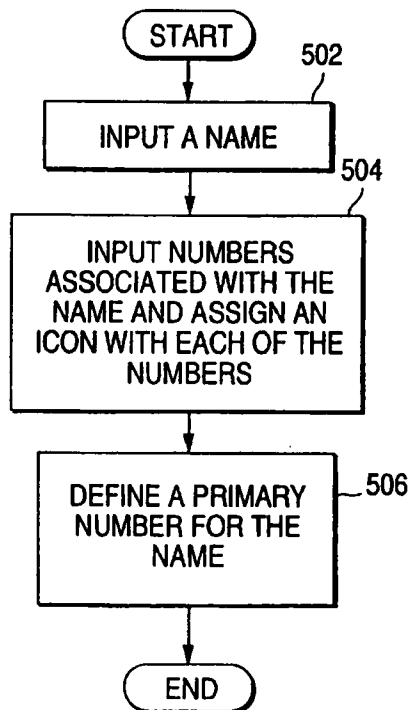 START
502
INPUT A NAME
504
INPUT NUMBERS
ASSOCIATED WITH THE
NAME AND ASSIGN AN
ICON WITH EACH OF THE
NUMBERS
506
DEFINE A PRIMARY
NUMBER FOR THE
NAME
END